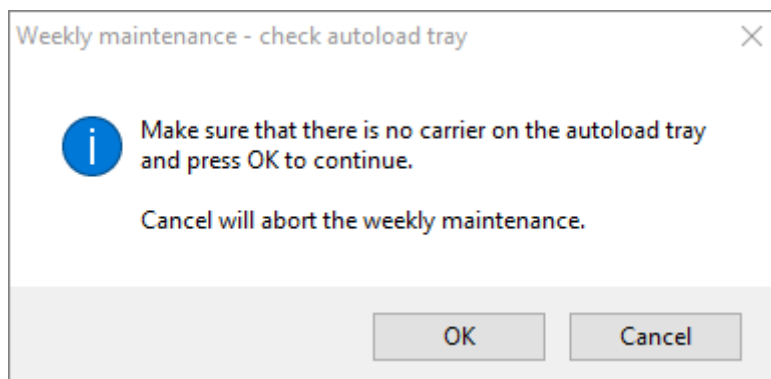 Weekly maintenance - check autoload tray
Make sure that there is no carrier on the autoload tray
and press OK to continue.
Cancel will abort the weekly maintenance.
OK
Cancel